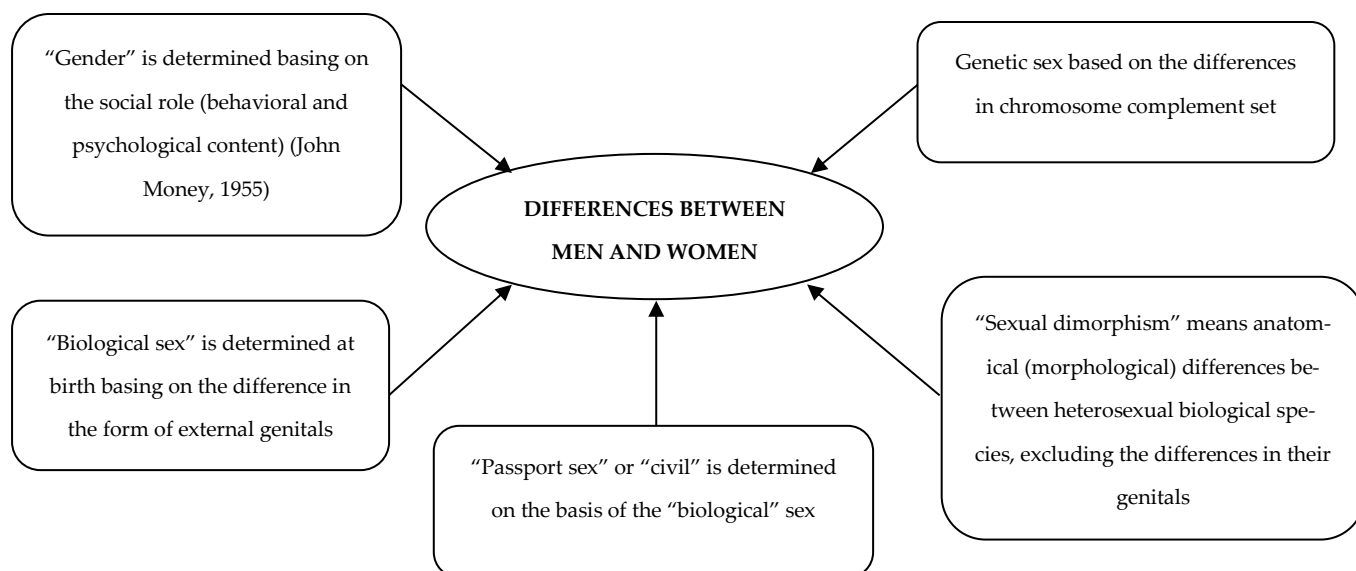 “Gender” is determined basing on
the social role (behavioral and
psychological content) (John
Money, 1955)
Genetic sex based on the differences
in chromosome complement set
DIFFERENCES BETWEEN
MEN AND WOMEN
“Biological sex” is determined at
birth basing on the difference in
the form of external genitals
“Passport sex” or “civil” is determined
on the basis of the “biological” sex
“Sexual dimorphism” means anatom-
ical (morphological) differences be-
tween heterosexual biological spe-
cies, excluding the differences in their
genitals